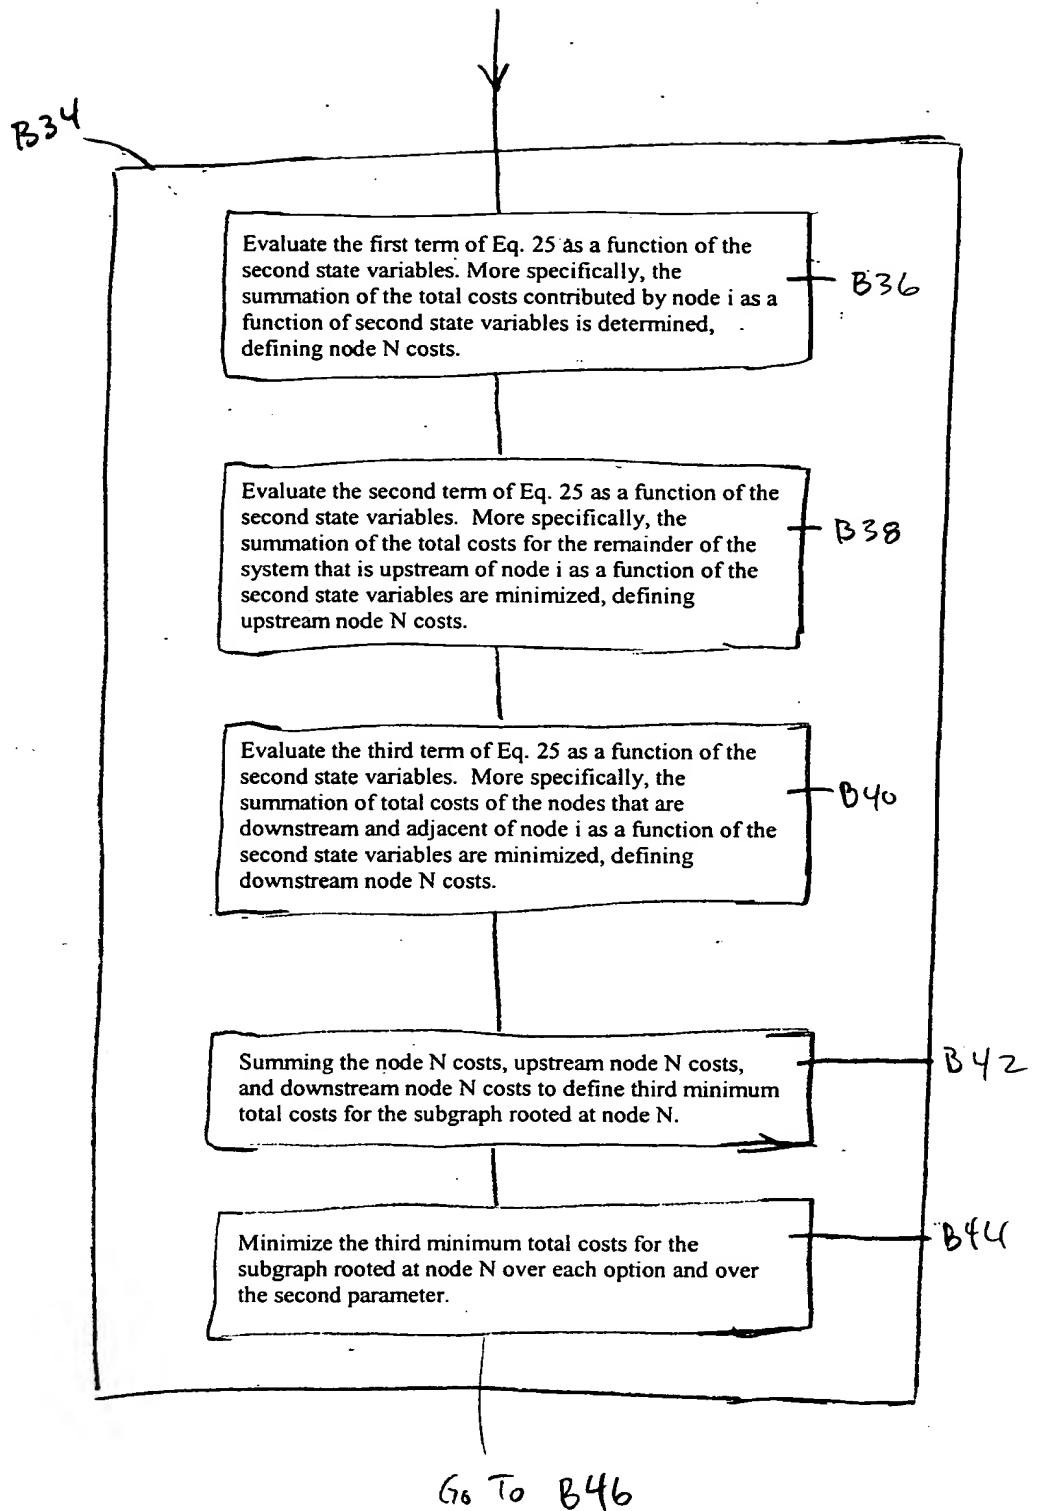 B34
Evaluate the first term of Eq. 25 as a function of the
second state variables. More specifically, the
summation of the total costs contributed by node i as a
function of second state variables is determined,
defining node N costs.
B36
Evaluate the second term of Eq. 25 as a function of the
second state variables. More specifically, the
summation of the total costs for the remainder of the
system that is upstream of node i as a function of the
second state variables are minimized, defining
upstream node N costs.
B38
Evaluate the third term of Eq. 25 as a function of the
second state variables. More specifically, the
summation of total costs of the nodes that are
downstream and adjacent of node i as a function of the
second state variables are minimized, defining
downstream node N costs.
B40
Summing the node N costs, upstream node N costs,
and downstream node N costs to define third minimum
total costs for the subgraph rooted at node N.
B42
Minimize the third minimum total costs for the
subgraph rooted at node N over each option and over
the second parameter.
B44
Go To B46